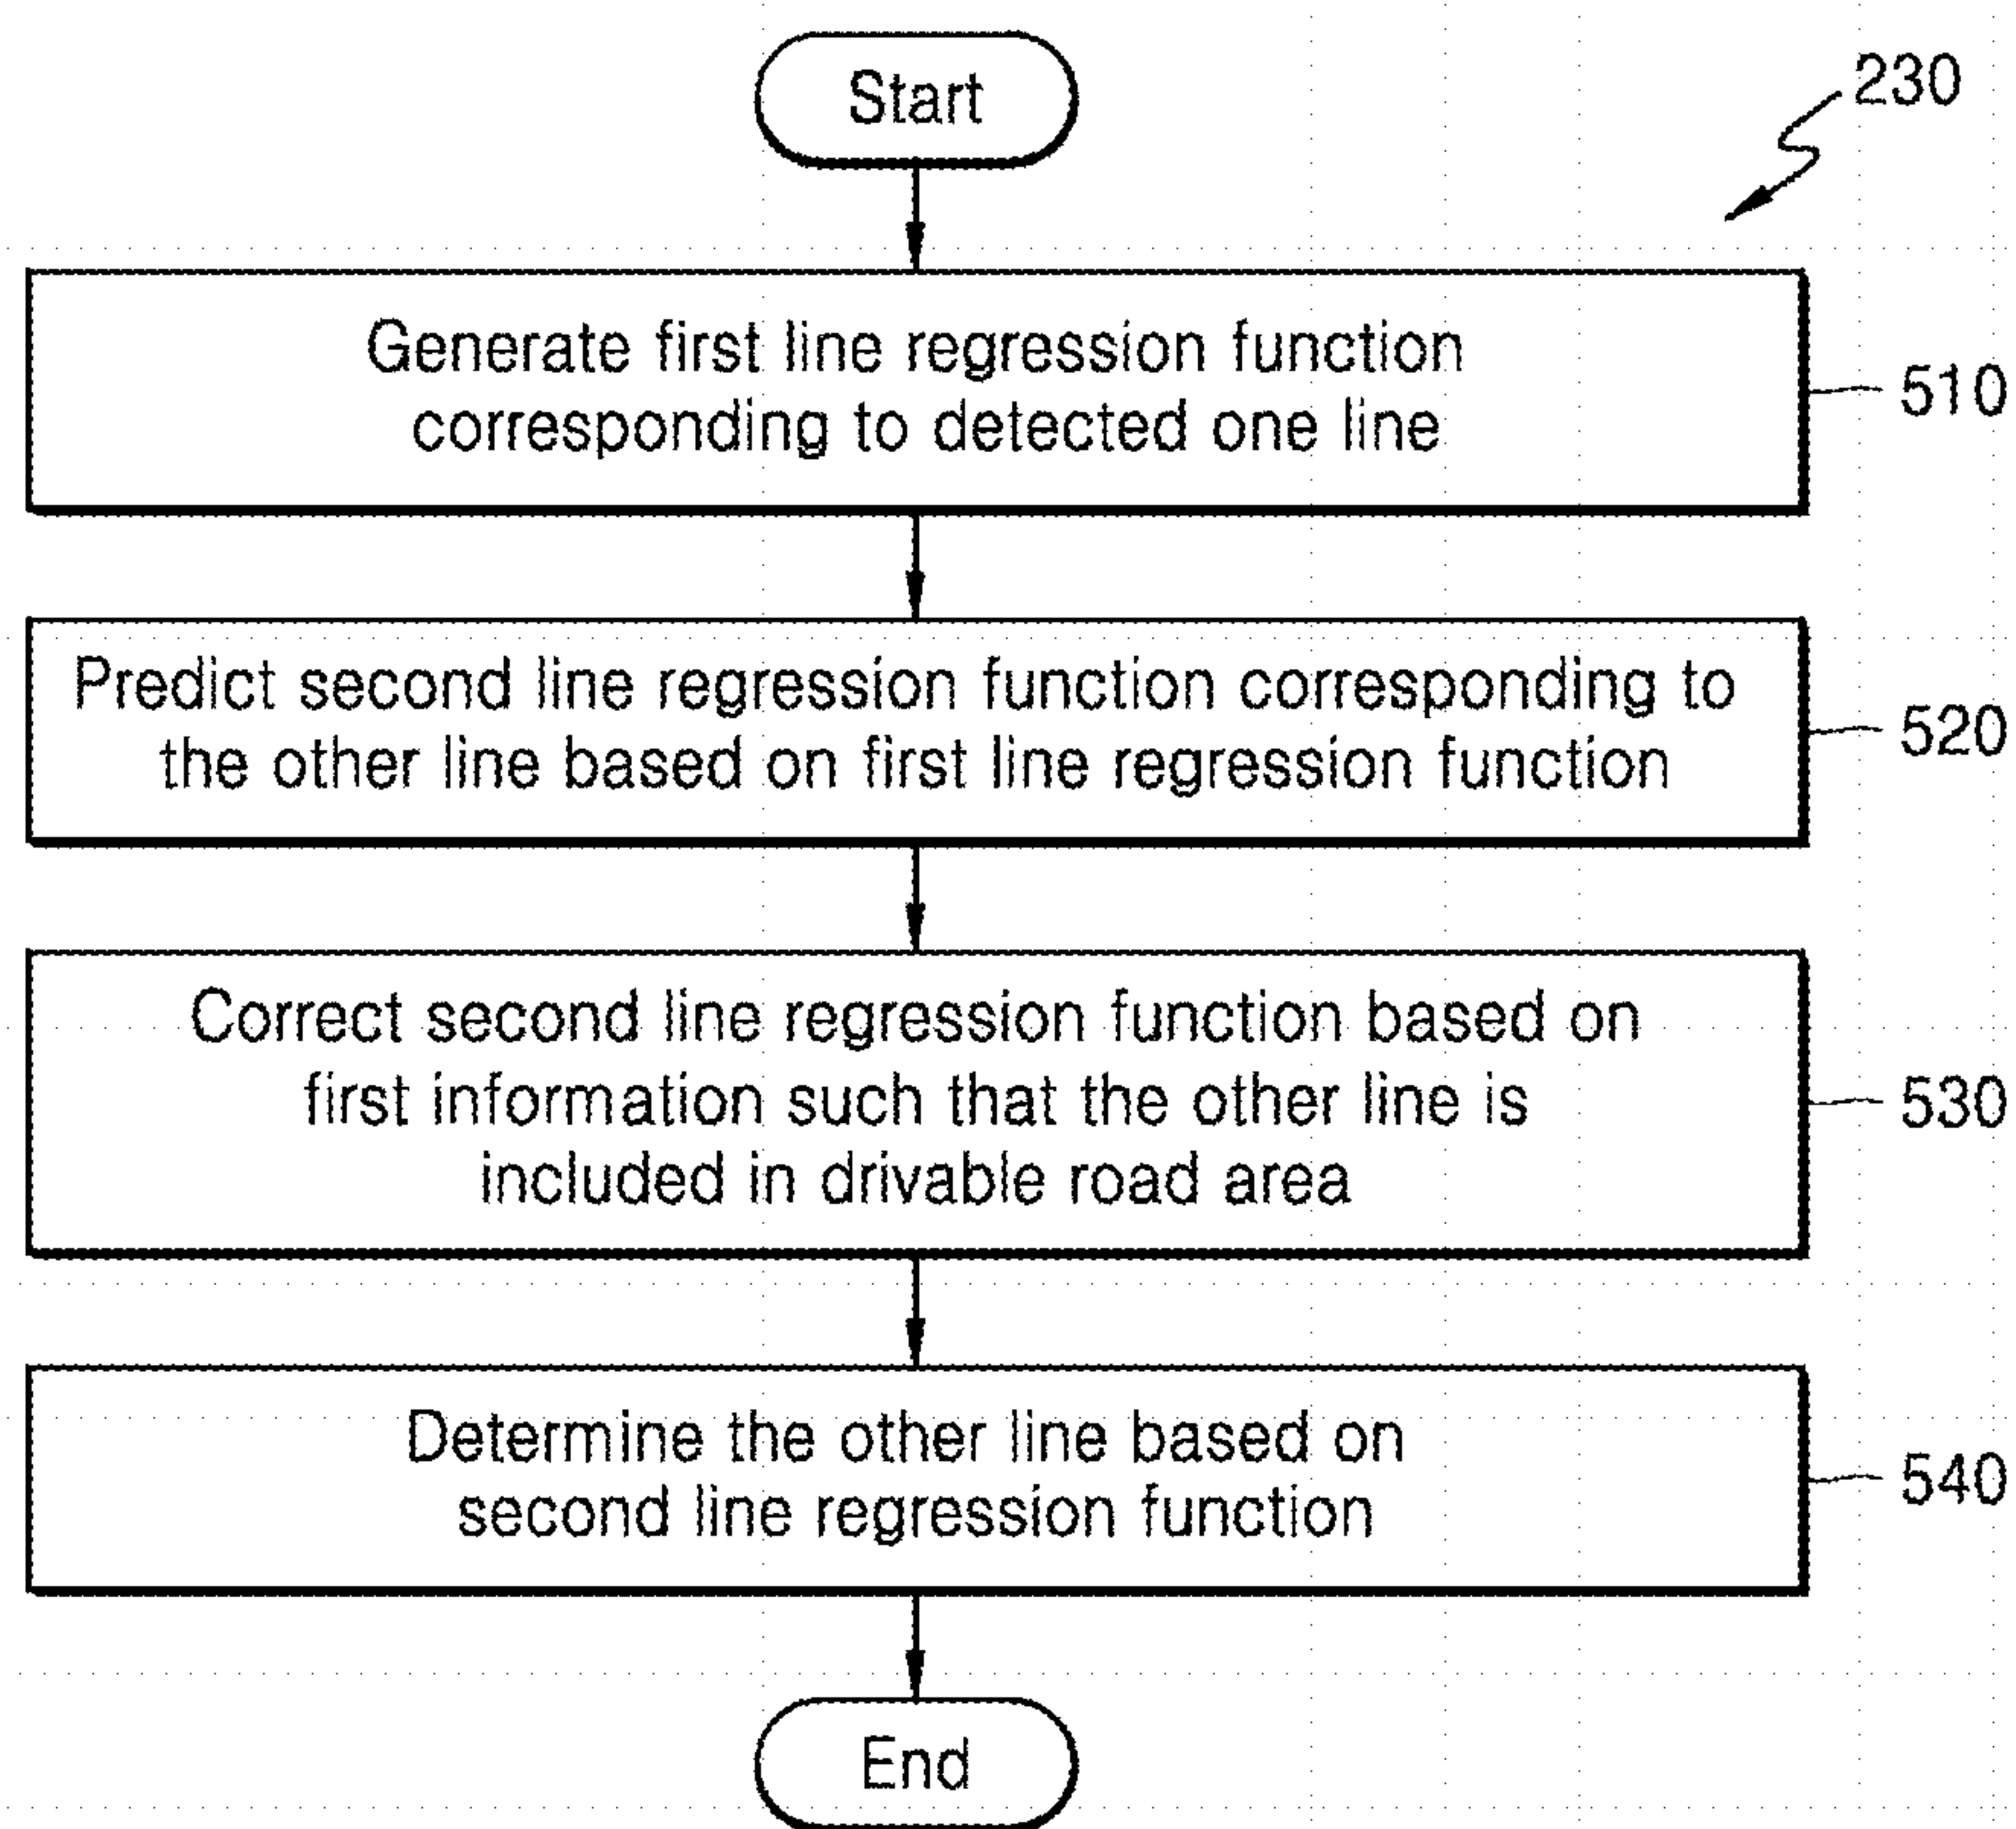 Start
230
Generate first line regression function
corresponding to detected one line
510
Predict second line regression function corresponding to
the other line based on first line regression function
520
Correct second line regression function based on
first information such that the other line is
included in drivable road area
530
Determine the other line based on
second line regression function
540
End